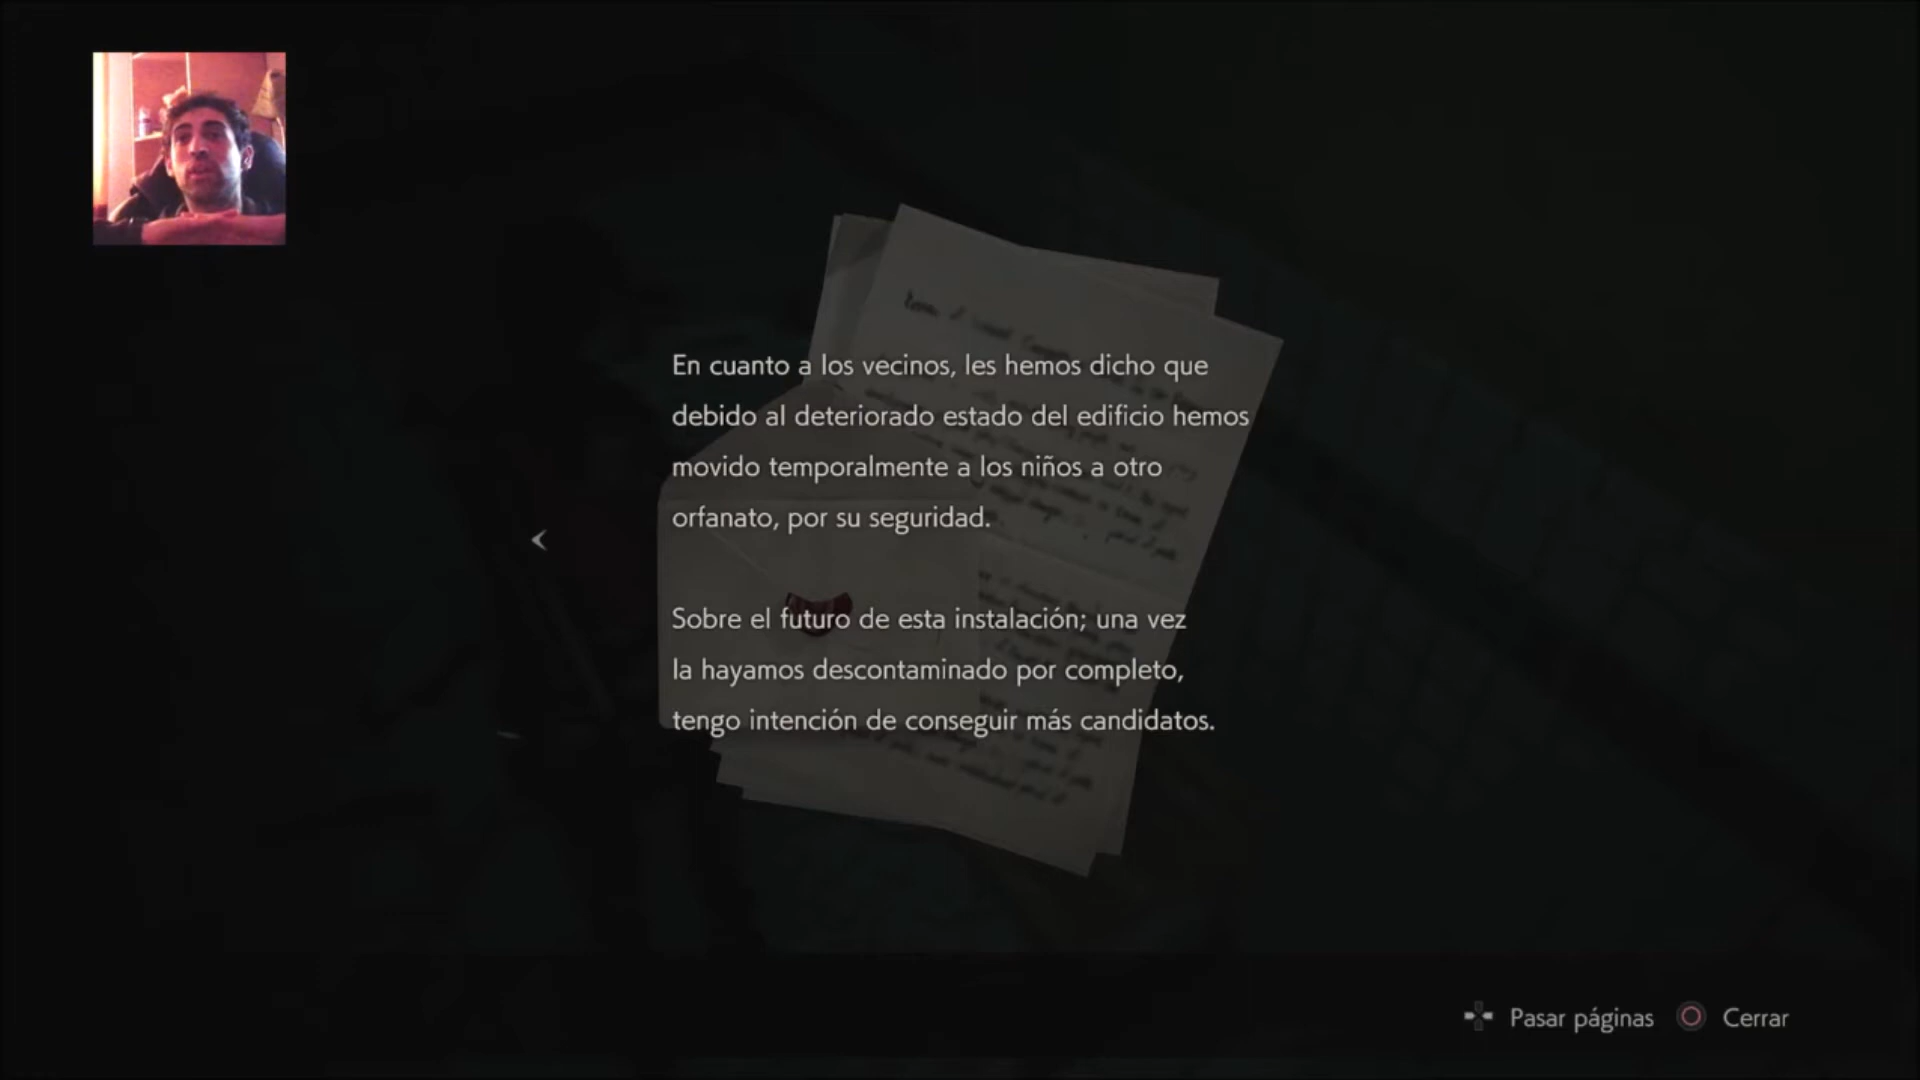 En cuanto a los vecinos, les hemos dicho que
debido al deteriorado estado del edificio hemos
movido temporalmente a los niños a otro
orfanato, por su seguridad.
Sobre el futuro de esta instalación; una vez
la hayamos descontaminado por completo,
tengo intención de conseguir más candidatos.
Pasar páginas
Cerrar